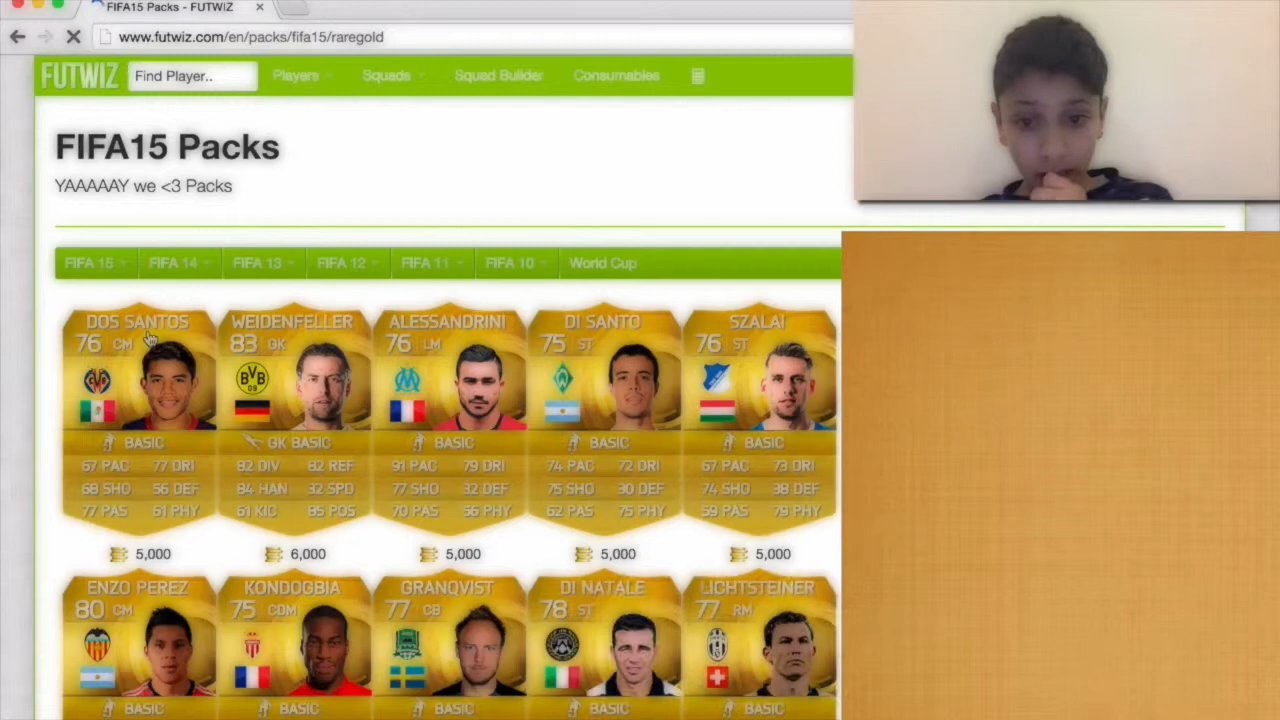 FIFA15 Packs - FUTWIZ
www.futwiz.com/en/packs/fifa15/raregold
FUTWIZ Find Player.. Players Squads Squad Builder Consumables
FIFA15 Packs
YAAAAAY we <3 Packs
FIFA 15 FIFA 14 FIFA 13 FIFA 12 FIFA 11 FIFA 10 World Cup
DOS SANTOS WEIDENFELLER ALESSANDRINI DI SANTO SZALAI
76 CM 83 GK 76 LM 75 ST 76 ST
BVB
09
BASIC GK BASIC BASIC BASIC BASIC
67 PAC 77 DRI 82 DIV 82 REF 91 PAC 79 DRI 74 PAC 72 DRI 67 PAC 73 DRI
68 SHO 56 DEF 84 HAN 32 SPD 77 SHO 32 DEF 75 SHO 30 DEF 74 SHO 38 DEF
77 PAS 61 PHY 61 KIC 85 POS 70 PAS 56 PHY 62 PAS 75 PHY 59 PAS 79 PHY
5,000 6,000 5,000 5,000 5,000
ENZO PEREZ KONDOGBIA GRANQVIST DI NATALE LICHTSTEINER
80 CM 75 CDM 77 CB 78 ST 77 RM
BASIC BASIC BASIC BASIC BASIC